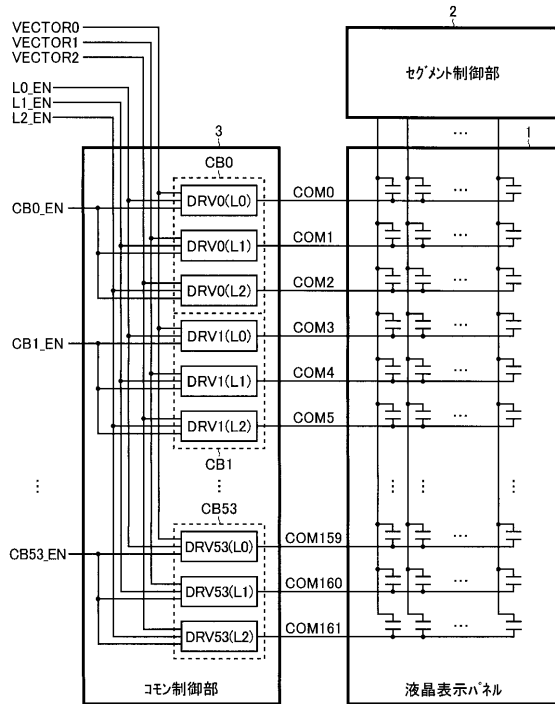 VECTOR0
VECTOR1
VECTOR2
L0_EN
L1_EN
L2_EN
2
セグメント制御部
...
3
1
CB0
CB0_EN
DRV0(L0)
COM0
...
DRV0(L1)
COM1
...
DRV0(L2)
COM2
...
CB1_EN
DRV1(L0)
COM3
...
DRV1(L1)
COM4
...
DRV1(L2)
COM5
...
CB1
⋮
⋮
⋮
⋮
CB53
CB53_EN
DRV53(L0)
COM159
...
DRV53(L1)
COM160
...
DRV53(L2)
COM161
...
コモン制御部
液晶表示パネル